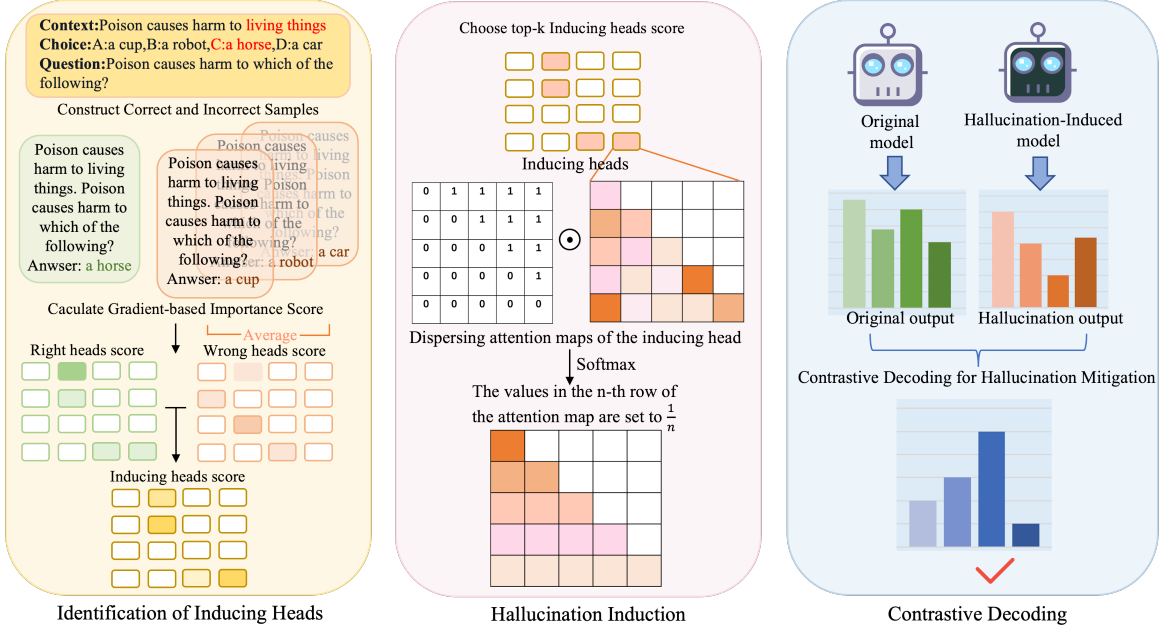 Context:Poison causes harm to living things
Choice:A:a cup,B:a robot,C:a horse,D:a car
Question:Poison causes harm to which of the
following?
Construct Correct and Incorrect Samples
Poison causes
harm to living
things. Poison
causes harm to
which of the
following?
Anwser: a horse
Poison causes
harm to living
things. Poison
causes harm to
which of the
following?
Anwser: a cup
Poison causes
a robot
Poison causes
a car
Caculate Gradient-based Importance Score
Average
Right heads score
Wrong heads score
Inducing heads score
Identification of Inducing Heads
Choose top-k Inducing heads score
Inducing heads
0 1 1 1 1
0 0 1 1 1
0 0 0 1 1
0 0 0 0 1
0 0 0 0 0
Dispersing attention maps of the inducing head
Softmax
The values in the n-th row of
the attention map are set to 1/n
Hallucination Induction
Original
model
Hallucination-Induced
model
Original output
Hallucination output
Contrastive Decoding for Hallucination Mitigation
Contrastive Decoding